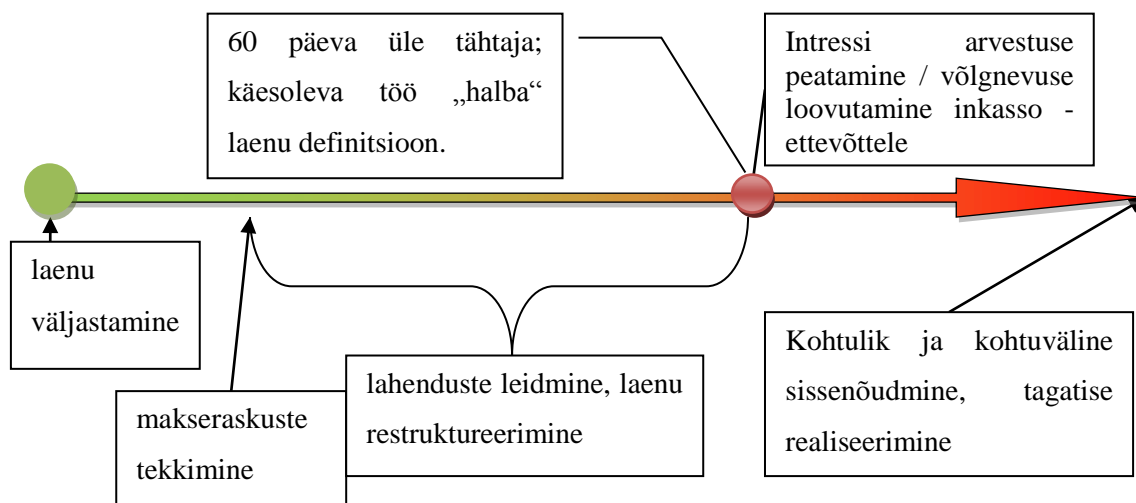 60 päeva üle tähtaja;
käesoleva töö „halba“
laenu definitsioon.
Intressi arvestuse
peatamine / võlgnevuse
loovutamine inkasso -
ettevõttele
laenu
väljastamine
makseraskuste
tekkimine
lahenduste leidmine, laenu
restruktureerimine
Kohtulik ja kohtuväline
sissenõudmine, tagatise
realiseerimine